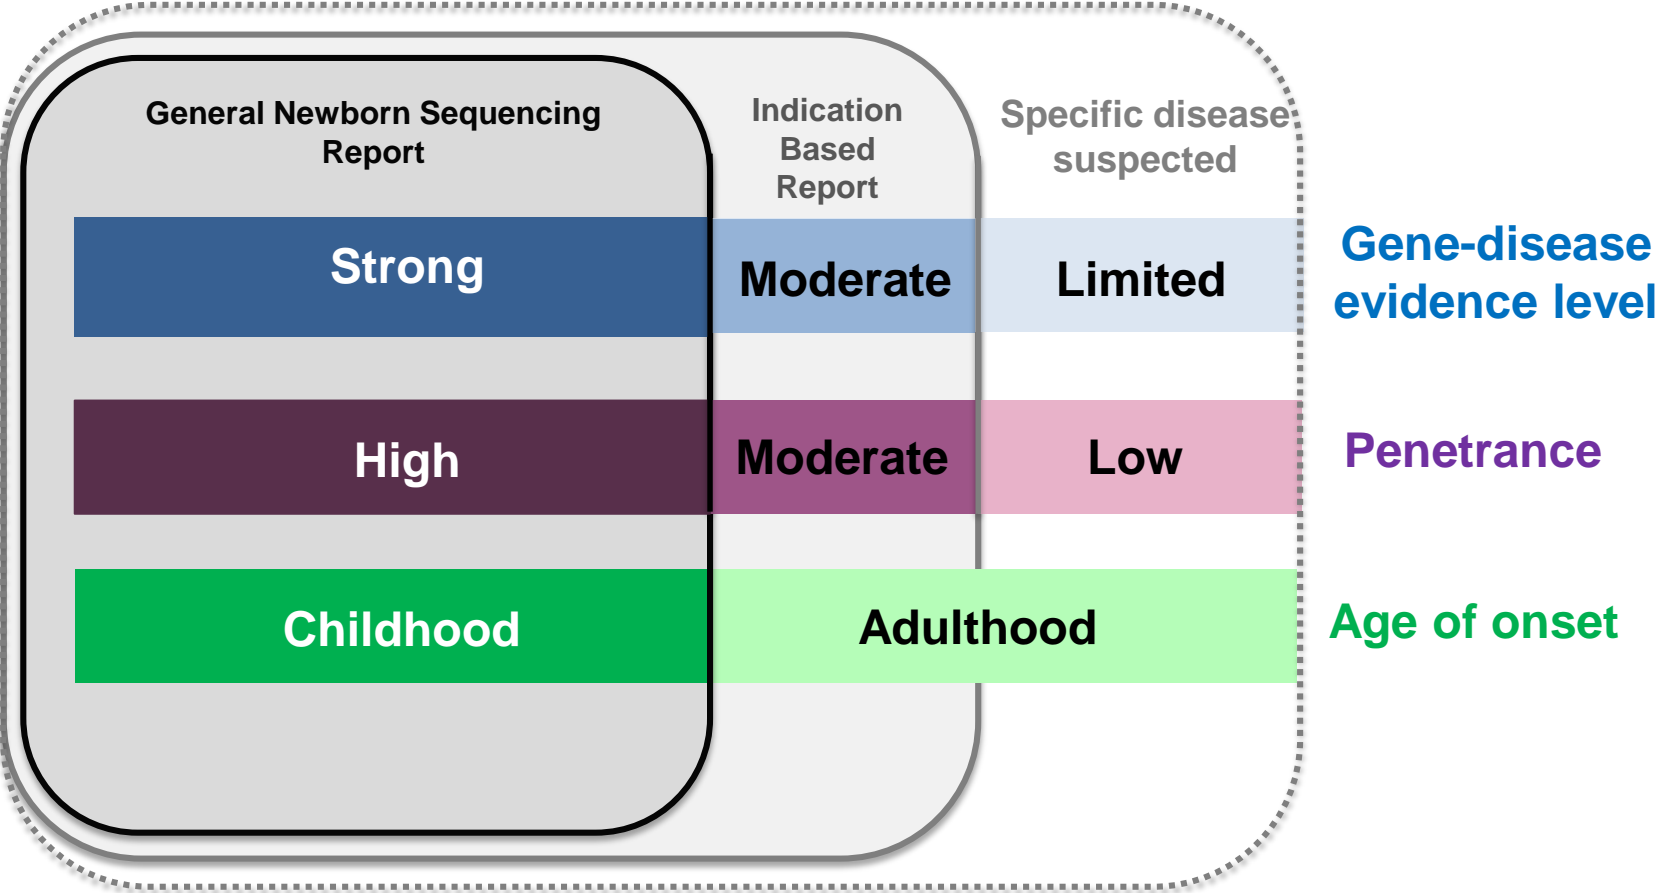 General Newborn Sequencing
Report
Indication
Based
Report
Specific disease
suspected
Strong
Moderate
Limited
Gene-disease
evidence level
High
Moderate
Low
Penetrance
Childhood
Adulthood
Age of onset